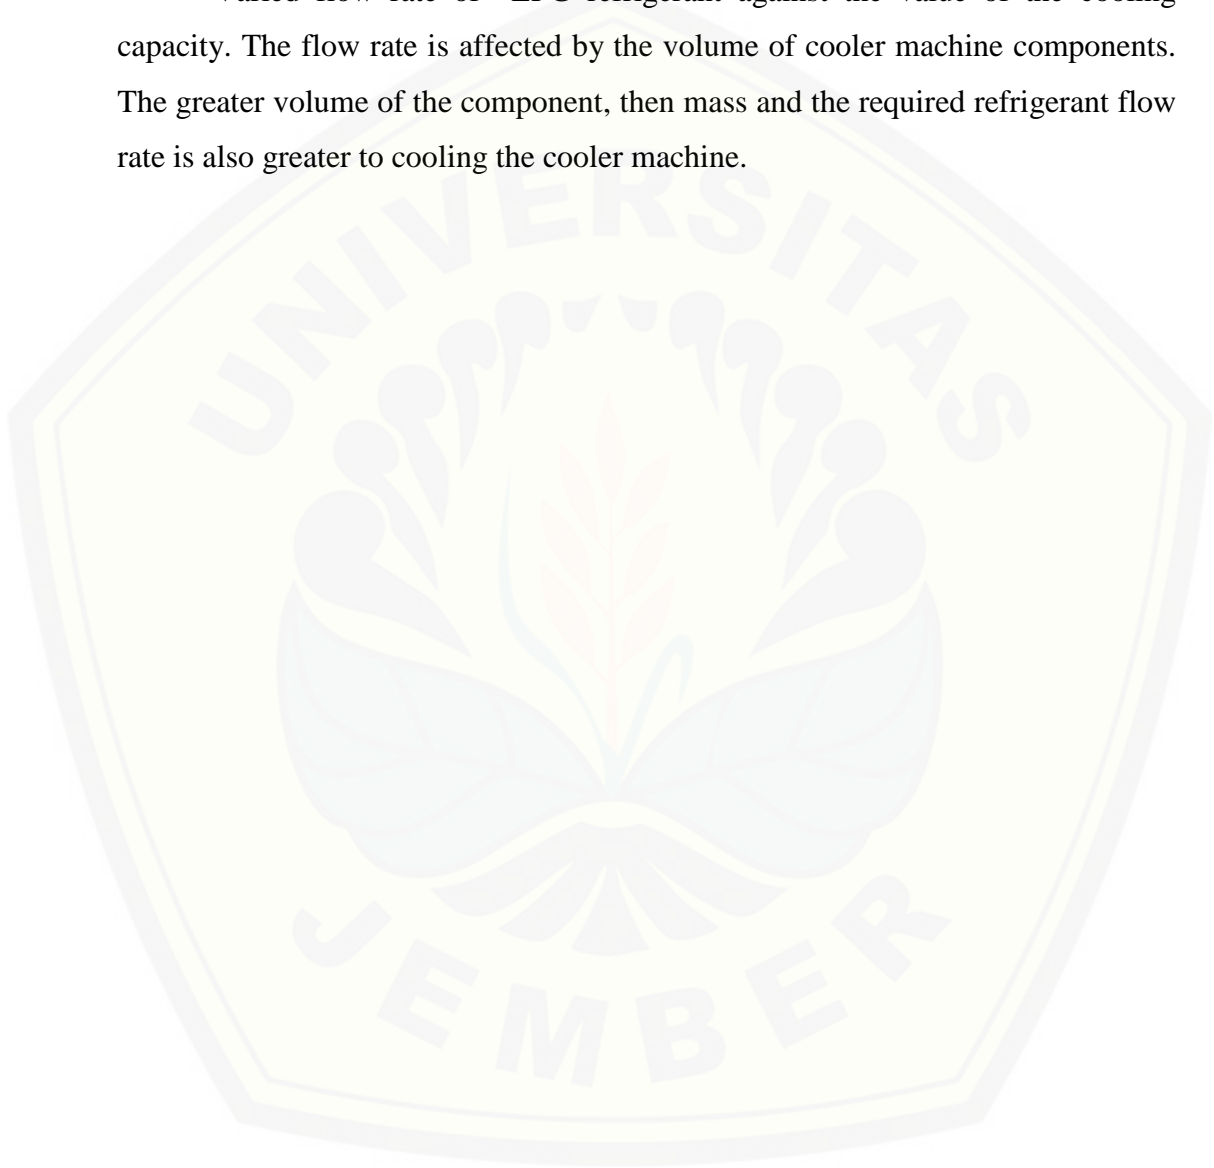 varied flow rate of LPG refrigerant against the value of the cooling
capacity. The flow rate is affected by the volume of cooler machine components.
The greater volume of the component, then mass and the required refrigerant flow
rate is also greater to cooling the cooler machine.
UNIVERSITAS
JEMBER